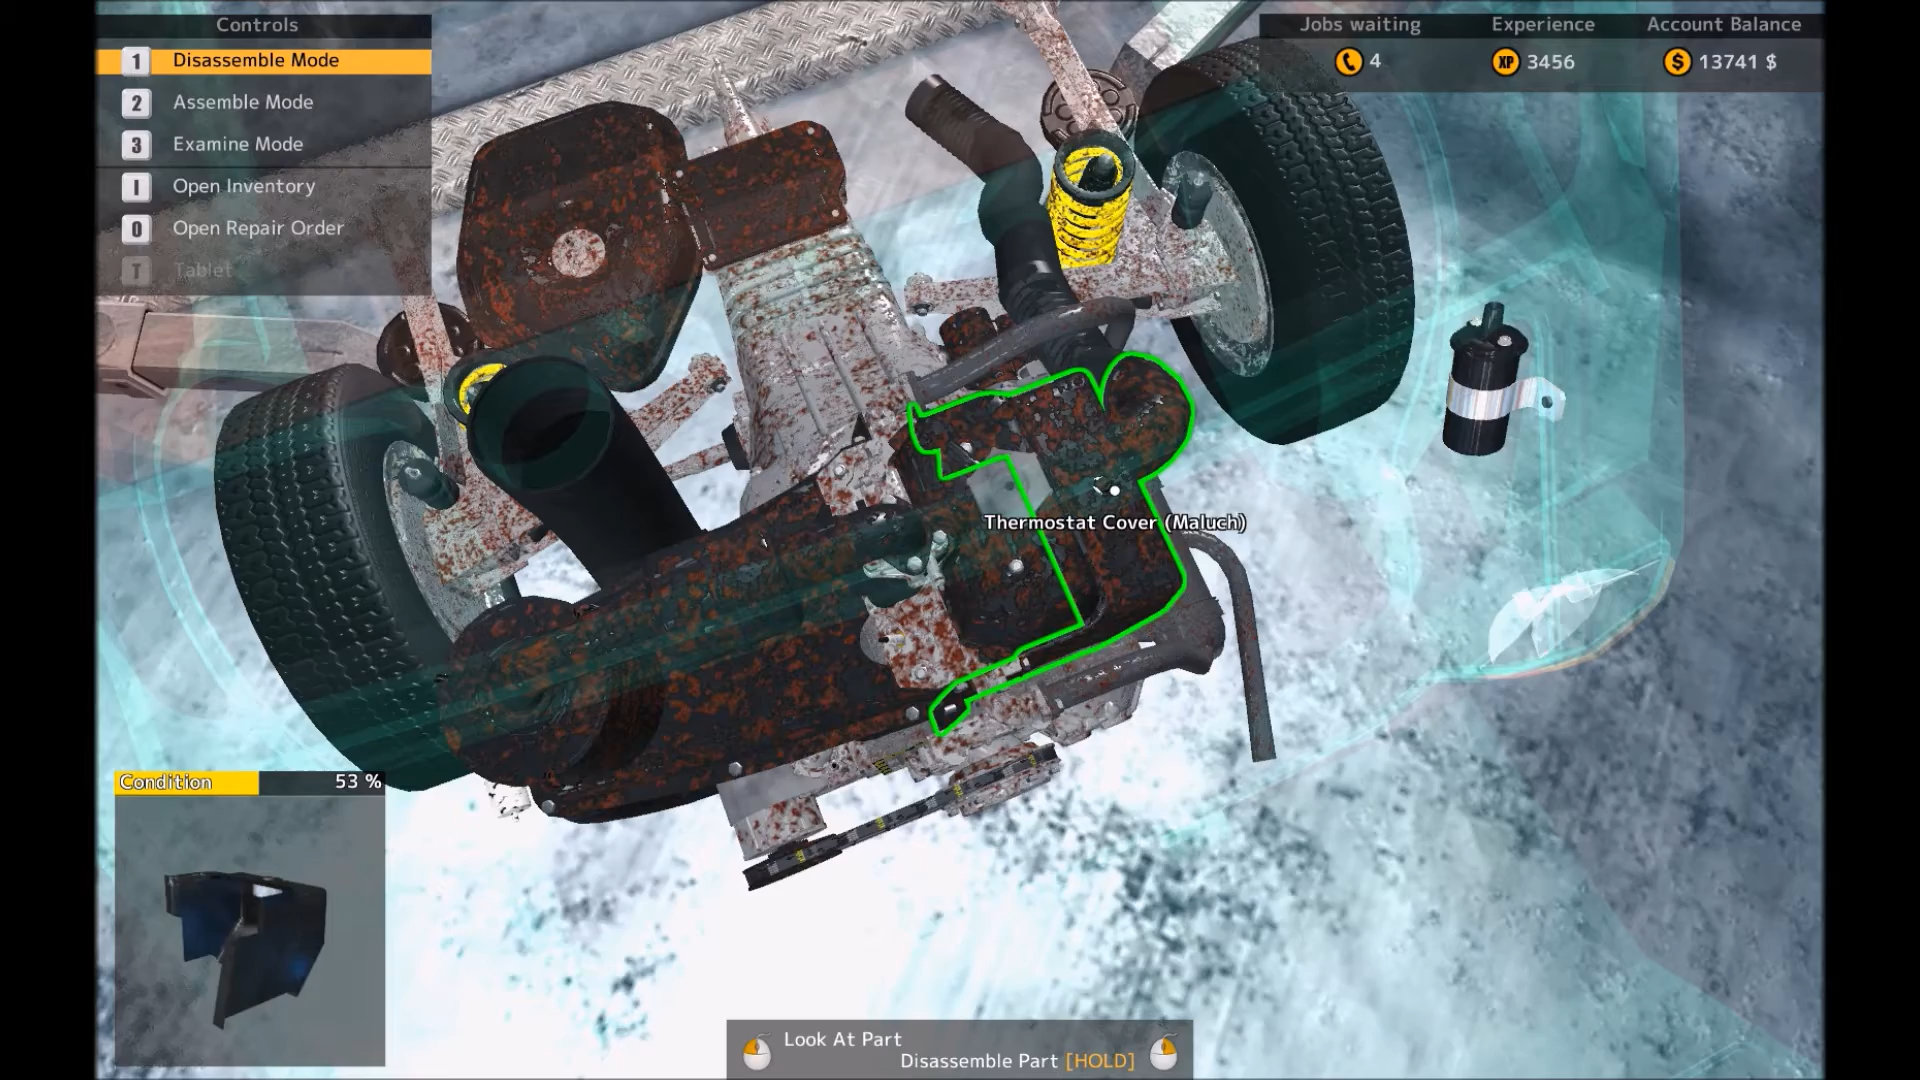 Controls
1 Disassemble Mode
2 Assemble Mode
3 Examine Mode
I Open Inventory
O Open Repair Order
T Tablet
Jobs waiting Experience Account Balance
4 XP 3456 $ 13741 $
Thermostat Cover (Maluch)
Condition 53 %
Look At Part
Disassemble Part [HOLD]